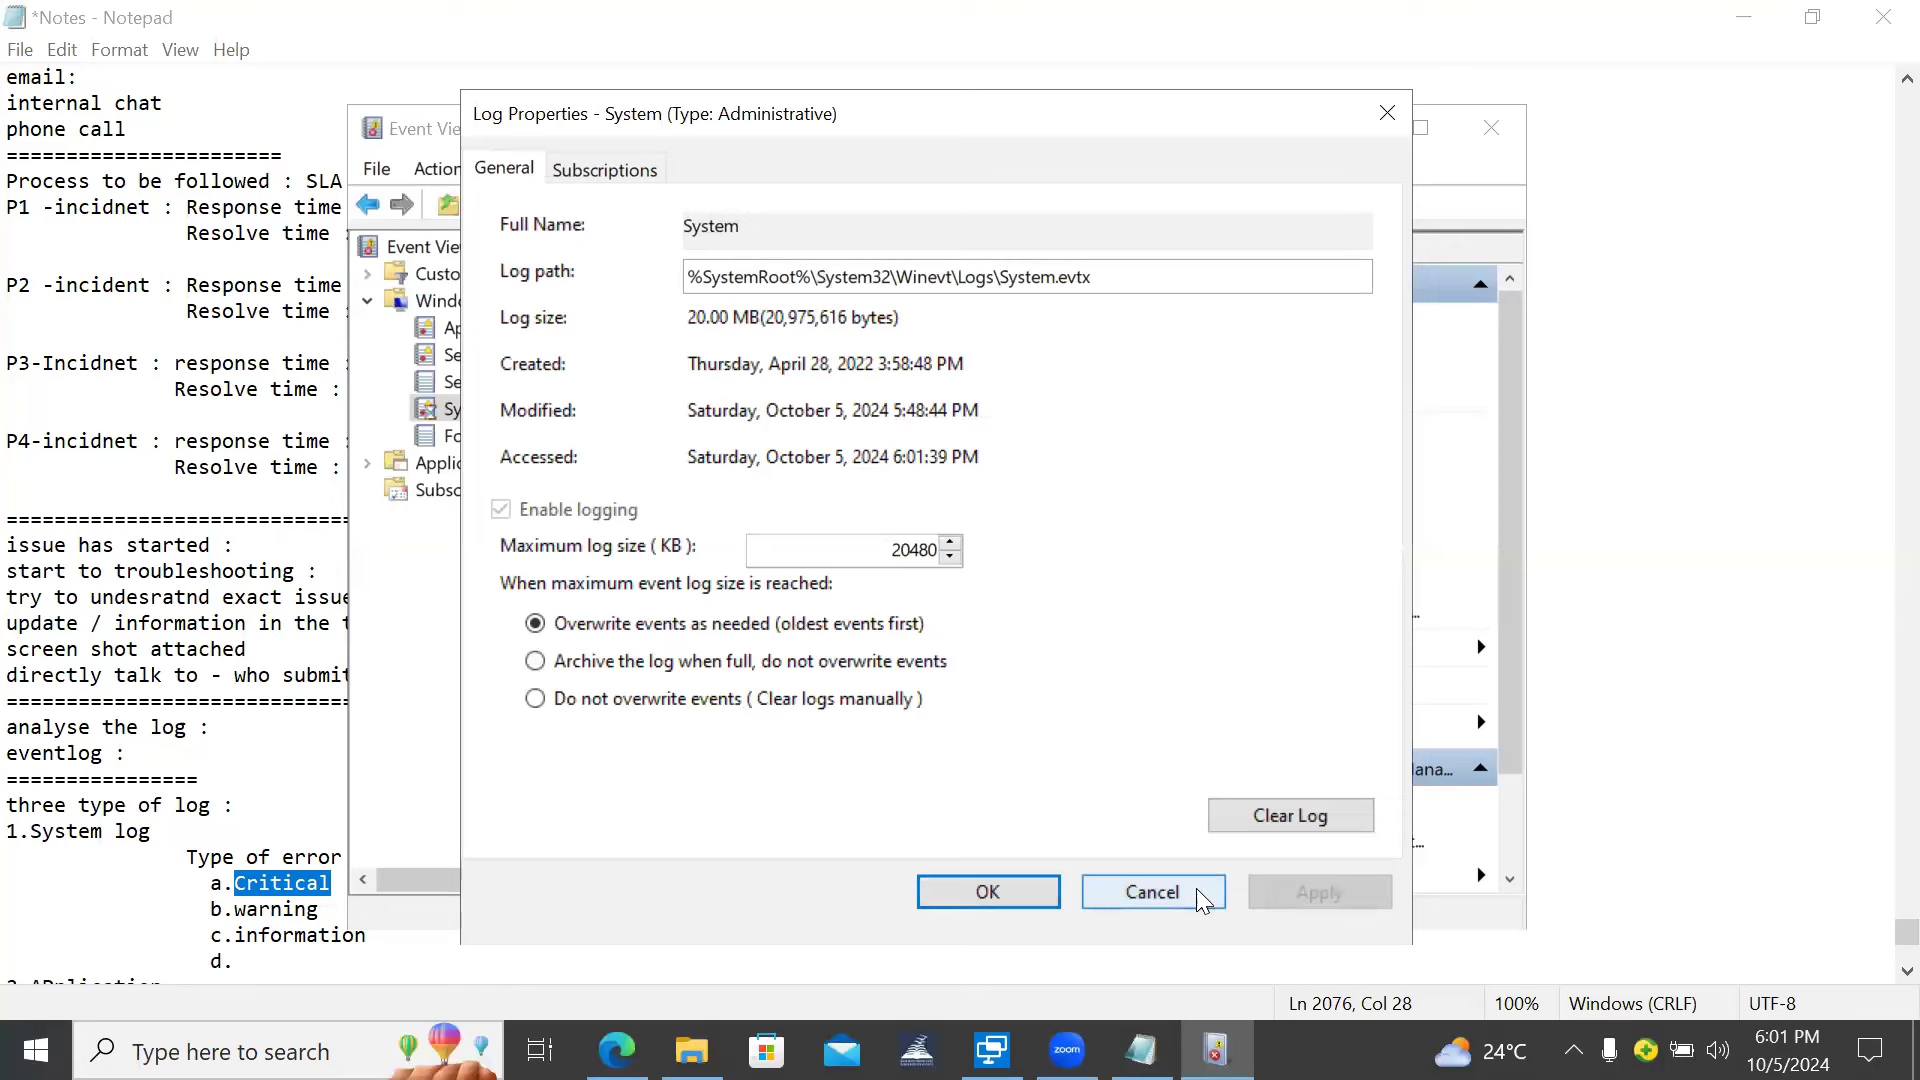 *Notes - Notepad
File Edit Format View Help
email:
internal chat
phone call
=======================
Process to be followed : SLA
P1 -incidnet : Response time
Resolve time :
P2 -incident : Response time
Resolve time :
P3-Incidnet : response time :
Resolve time :
P4-incidnet : response time :
Resolve time :
=============================
issue has started :
start to troubleshooting :
try to undesratnd exact issue
update / information in the t
screen shot attached
directly talk to - who submit
=============================
analyse the log :
eventlog :
================
three type of log :
1.System log
Type of error
a.Critical
b.warning
c.information
d.
Event Vie
File Action
Event Vie
Custo
Windo
Ap
Se
Se
Sy
Fo
Applic
Subsc
Log Properties - System (Type: Administrative)
General Subscriptions
Full Name: System
Log path: %SystemRoot%\System32\Winevt\Logs\System.evtx
Log size: 20.00 MB(20,975,616 bytes)
Created: Thursday, April 28, 2022 3:58:48 PM
Modified: Saturday, October 5, 2024 5:48:44 PM
Accessed: Saturday, October 5, 2024 6:01:39 PM
Enable logging
Maximum log size ( KB ): 20480
When maximum event log size is reached:
Overwrite events as needed (oldest events first)
Archive the log when full, do not overwrite events
Do not overwrite events ( Clear logs manually )
Clear Log
OK Cancel Apply
Ln 2076, Col 28 100% Windows (CRLF) UTF-8
Type here to search
zoom
24°C
6:01 PM
10/5/2024